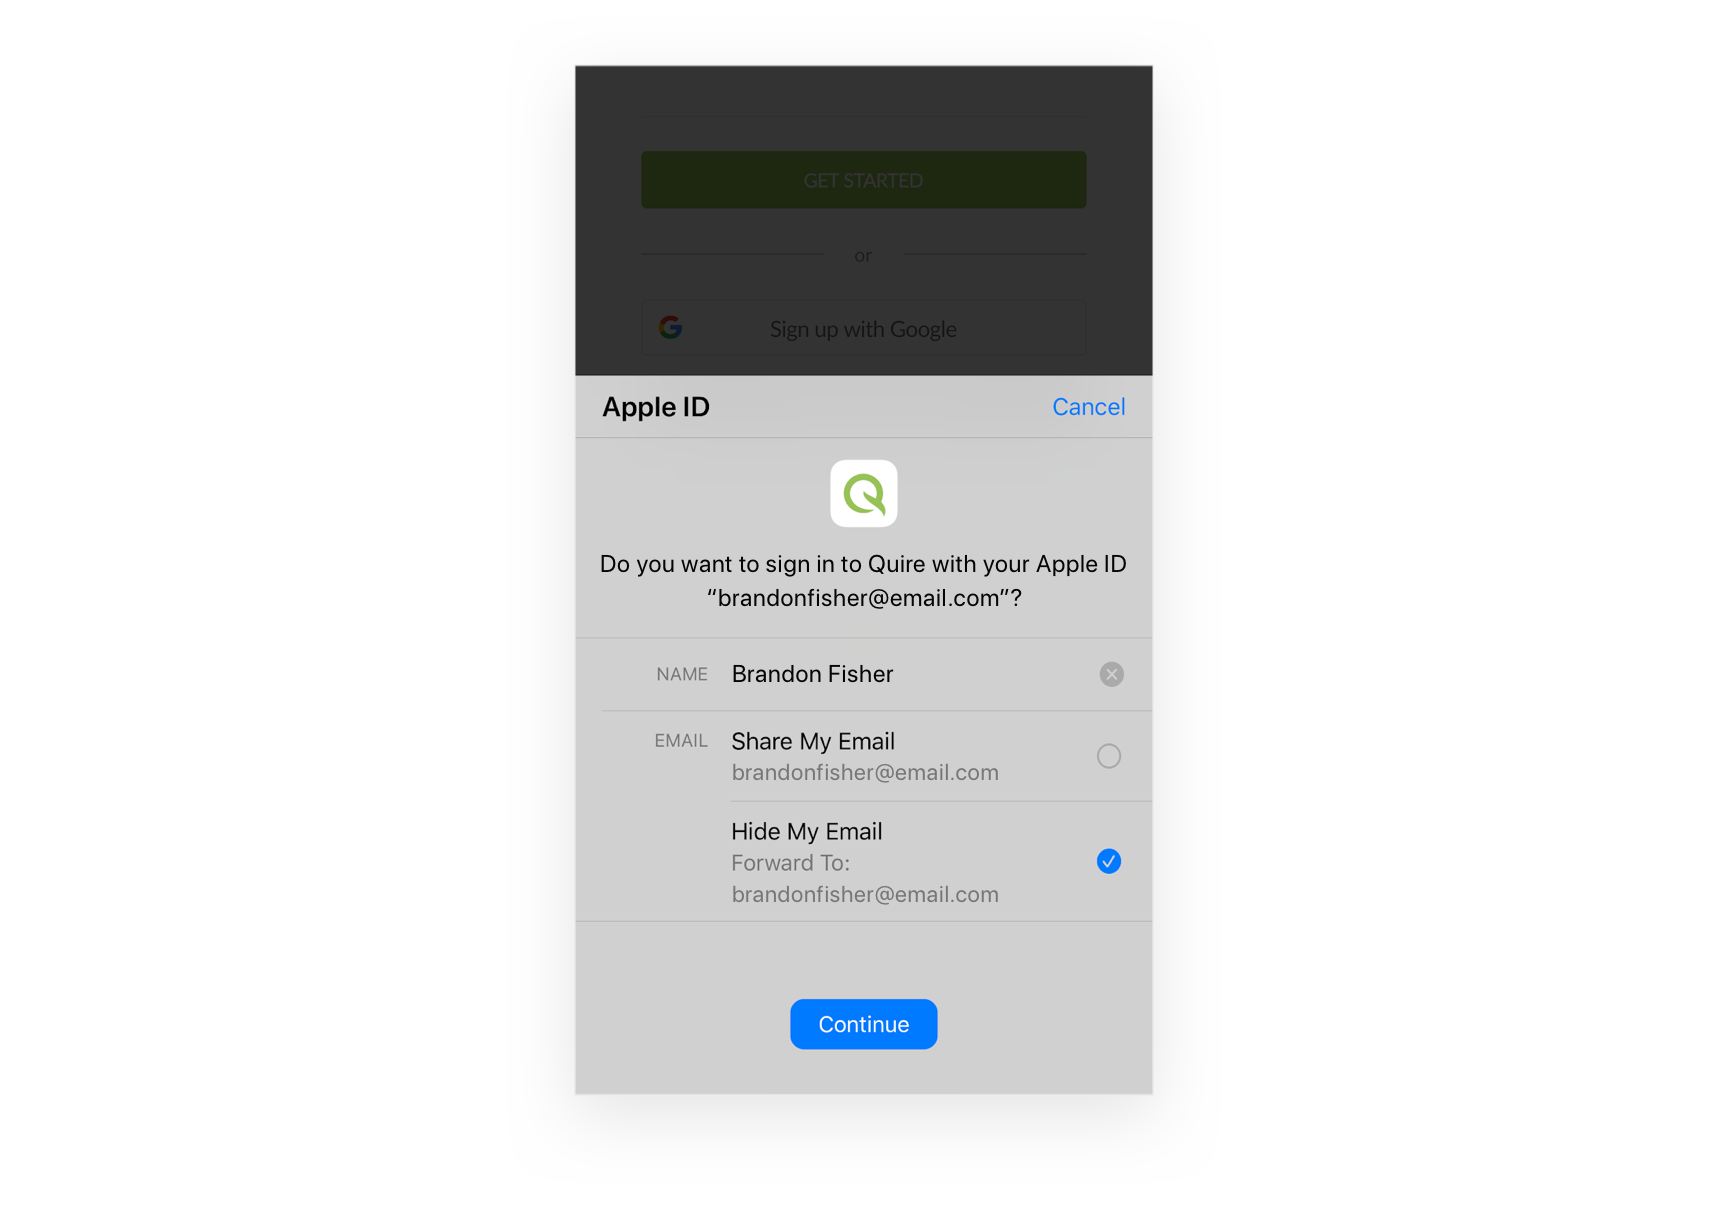 GET STARTED
or
Sign up with Google
Apple ID
Cancel
Do you want to sign in to Quire with your Apple ID
“brandonfisher@email.com”?
NAME
Brandon Fisher
EMAIL
Share My Email
brandonfisher@email.com
Hide My Email
Forward To:
brandonfisher@email.com
Continue